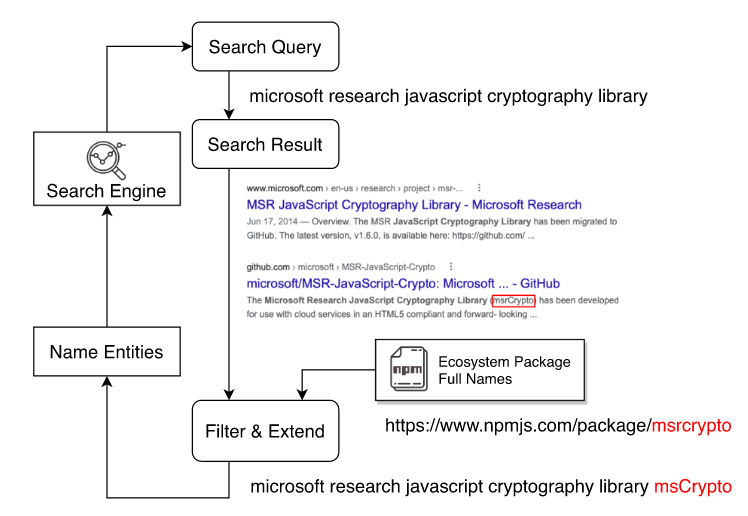 Search Query
microsoft research javascript cryptography library
Search Result
Search Engine
www.microsoft.com › en-us › research › project › msr-...
MSR JavaScript Cryptography Library - Microsoft Research
Jun 17, 2014 — Overview. The MSR JavaScript Cryptography Library has been migrated to
GitHub. The latest version, v1.6.0, is available here: https://github.com/ ...
github.com › microsoft › MSR-JavaScript-Crypto
microsoft/MSR-JavaScript-Crypto: Microsoft ... - GitHub
The Microsoft Research JavaScript Cryptography Library (msrCrypto) has been developed
for use with cloud services in an HTML5 compliant and forward- looking ...
Name Entities
npm
Ecosystem Package
Full Names
Filter & Extend
https://www.npmjs.com/package/msrcrypto
microsoft research javascript cryptography library msCrypto